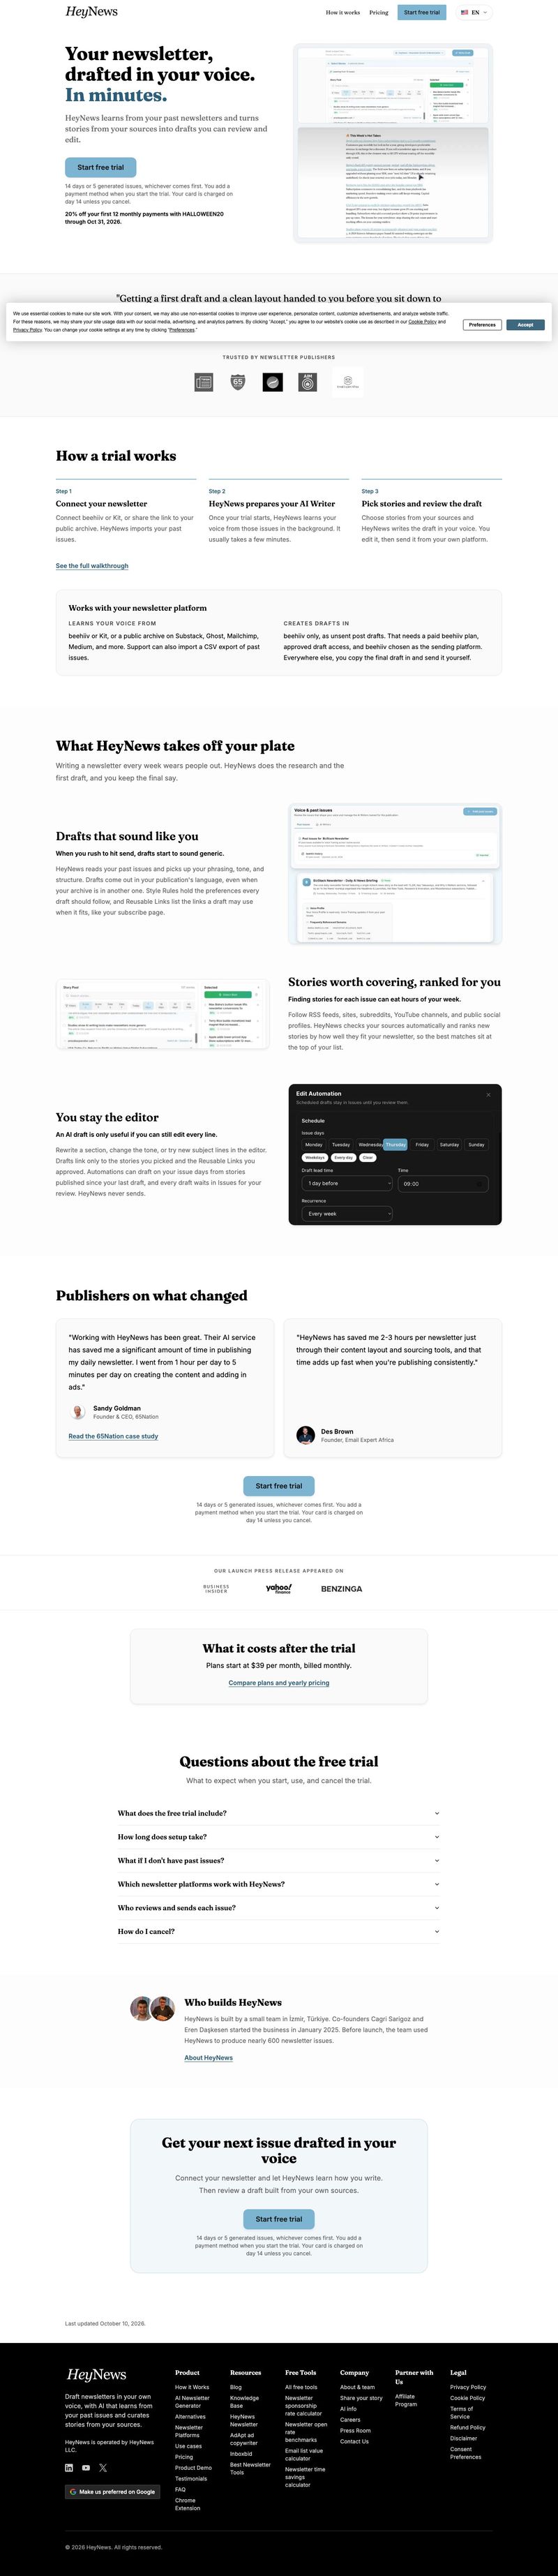 HeyNews
How it works
Pricing
Start free trial
EN
Your newsletter,
drafted in your voice.
In minutes.
HeyNews learns from your past newsletters and turns
stories from your sources into drafts you can review and
edit.
Start free trial
14 days or 5 generated issues, whichever comes first. You add a
payment method when you start the trial. Your card is charged on
day 14 unless you cancel.
20% off your first 12 monthly payments with HALLOWEEN20
through Oct 31, 2026.
"Getting a first draft and a clean layout handed to you before you sit down to
We use essential cookies to make our site work. With your consent, we may also use non-essential cookies to improve user experience, personalize content, customize advertisements, and analyze website traffic.
For these reasons, we may share your site usage data with our social media, advertising, and analytics partners. By clicking "Accept," you agree to our website's cookie use as described in our Cookie Policy and
Privacy Policy. You can change your cookie settings at any time by clicking "Preferences."
Preferences
Accept
TRUSTED BY NEWSLETTER PUBLISHERS
65
How a trial works
Step 1
Connect your newsletter
Connect beehiiv or Kit, or share the link to your
public archive. HeyNews imports your past
issues.
Step 2
HeyNews prepares your AI Writer
Once your trial starts, HeyNews learns your
voice from those issues in the background. It
usually takes a few minutes.
Step 3
Pick stories and review the draft
Choose stories from your sources and
HeyNews writes the draft in your voice. You
edit it, then send it from your own platform.
See the full walkthrough
Works with your newsletter platform
LEARNS YOUR VOICE FROM
beehiiv or Kit, or a public archive on Substack, Ghost, Mailchimp,
Medium, and more. Support can also import a CSV export of past
issues.
CREATES DRAFTS IN
beehiiv only, as unsent post drafts. That needs a paid beehiiv plan,
approved draft access, and beehiiv chosen as the sending platform.
Everywhere else, you copy the final draft in and send it yourself.
What HeyNews takes off your plate
Writing a newsletter every week wears people out. HeyNews does the research and the
first draft, and you keep the final say.
Drafts that sound like you
When you rush to hit send, drafts start to sound generic.
HeyNews reads your past issues and picks up your phrasing, tone, and
structure. Drafts come out in your publication's language, even when
your archive is in another one. Style Rules hold the preferences every
draft should follow, and Reusable Links list the links a draft may use
when it fits, like your subscribe page.
Voice & past issues
Stories worth covering, ranked for you
Finding stories for each issue can eat hours of your week.
Follow RSS feeds, sites, subreddits, YouTube channels, and public social
profiles. HeyNews checks your sources automatically and ranks new
stories by how well they fit your newsletter, so the best matches sit at
the top of your list.
Story Pool
Selected
You stay the editor
An AI draft is only useful if you can still edit every line.
Rewrite a section, change the tone, or try new subject lines in the editor.
Drafts link only to the stories you picked and the Reusable Links you
approved. Automations can draft on your issue days from stories
published since your last draft, and every draft waits in Issues for your
review. HeyNews never sends.
Edit Automation
Scheduled drafts stay in Issues until you review them
Schedule
Issue days
Monday
Tuesday
Wednesday
Thursday
Friday
Saturday
Sunday
Weekdays
Every day
Clear
Draft lead time
Time
1 day before
09:00
Recurrence
Every week
Publishers on what changed
"Working with HeyNews has been great. Their AI service
has saved me a significant amount of time in publishing
my daily newsletter. I went from 1 hour per day to 5
minutes per day on creating the content and adding in
ads."
Sandy Goldman
Founder & CEO, 65Nation
Read the 65Nation case study
"HeyNews has saved me 2-3 hours per newsletter just
through their content layout and sourcing tools, and that
time adds up fast when you're publishing consistently."
Des Brown
Founder, Email Expert Africa
Start free trial
14 days or 5 generated issues, whichever comes first. You add a
payment method when you start the trial. Your card is charged on
day 14 unless you cancel.
OUR LAUNCH PRESS RELEASE APPEARED ON
BUSINESS
INSIDER
yahoo!
finance
BENZINGA
What it costs after the trial
Plans start at $39 per month, billed monthly.
Compare plans and yearly pricing
Questions about the free trial
What to expect when you start, use, and cancel the trial.
What does the free trial include?
How long does setup take?
What if I don't have past issues?
Which newsletter platforms work with HeyNews?
Who reviews and sends each issue?
How do I cancel?
Who builds HeyNews
HeyNews is built by a small team in İzmir, Türkiye. Co-founders Cagri Sarigoz and
Eren Daşkesen started the business in January 2025. Before launch, the team used
HeyNews to produce nearly 600 newsletter issues.
About HeyNews
Get your next issue drafted in your
voice
Connect your newsletter and let HeyNews learn how you write.
Then review a draft built from your own sources.
Start free trial
14 days or 5 generated issues, whichever comes first. You add a
payment method when you start the trial. Your card is charged on
day 14 unless you cancel.
Last updated October 10, 2026.
HeyNews
Draft newsletters in your own
voice, with AI that learns from
your past issues and curates
stories from your sources.
HeyNews is operated by HeyNews
LLC.
Make us preferred on Google
Product
How it Works
AI Newsletter
Generator
Alternatives
Newsletter
Platforms
Use cases
Pricing
Product Demo
Testimonials
FAQ
Chrome
Extension
Resources
Blog
Knowledge
Base
HeyNews
Newsletter
AdApt ad
copywriter
Inboxbid
Best Newsletter
Tools
Free Tools
All free tools
Newsletter
sponsorship
rate calculator
Newsletter open
rate
benchmarks
Email list value
calculator
Newsletter time
savings
calculator
Company
About & team
Share your story
AI info
Careers
Press Room
Contact Us
Partner with
Us
Affiliate
Program
Legal
Privacy Policy
Cookie Policy
Terms of
Service
Refund Policy
Disclaimer
Consent
Preferences
© 2026 HeyNews. All rights reserved.